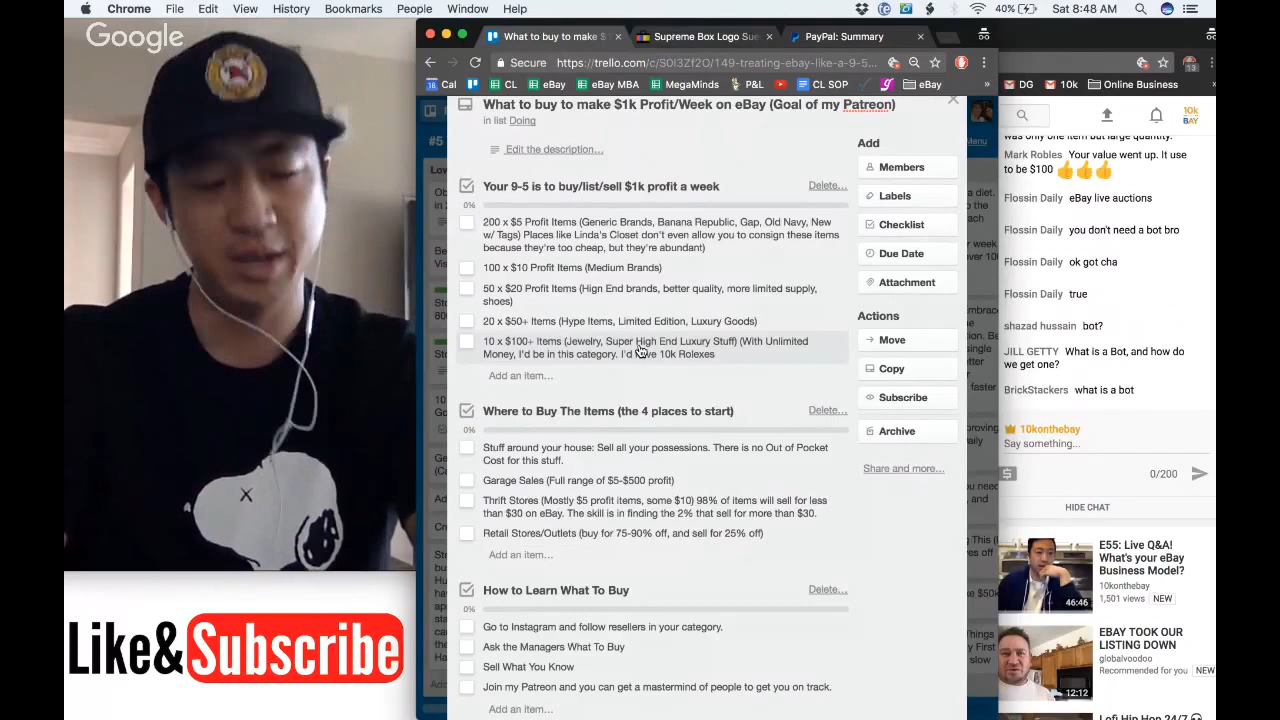 Chrome File Edit View History Bookmarks People Window Help
40% Sat 8:48 AM
Google
What to buy to make $
Supreme Box Logo Swe
PayPal: Summary
Secure https://trello.com/c/S0I3Zf2O/149-treating-ebay-like-a-9-5...
18 Cal CL eBay eBay MBA MegaMinds P&L CL SOP eBay »
DG 10k Online Business
What to buy to make $1k Profit/Week on eBay (Goal of my Patreon)
in list Doing
Edit the description...
Your 9-5 is to buy/list/sell $1k profit a week
Delete...
0%
200 x $5 Profit Items (Generic Brands, Banana Republic, Gap, Old Navy, New
w/ Tags) Places like Linda's Closet don't even allow you to consign these items
because they're too cheap, but they're abundant)
100 x $10 Profit Items (Medium Brands)
50 x $20 Profit Items (Hign End brands, better quality, more limited supply,
shoes)
20 x $50+ Items (Hype Items, Limited Edition, Luxury Goods)
10 x $100+ Items (Jewelry, Super High End Luxury Stuff) (With Unlimited
Money, I'd be in this category. I'd 10k Rolexes
Add an item...
Where to Buy The Items (the 4 places to start)
Delete...
0%
Stuff around your house: Sell all your possessions. There is no Out of Pocket
Cost for this stuff.
Garage Sales (Full range of $5-$500 profit)
Thrift Stores (Mostly $5 profit items, some $10) 98% of items will sell for less
than $30 on eBay. The skill is in finding the 2% that sell for more than $30.
Retail Stores/Outlets (buy for 75-90% off, and sell for 25% off)
Add an item...
How to Learn What To Buy
Delete...
0%
Go to Instagram and follow resellers in your category.
Ask the Managers What To Buy
Sell What You Know
Join my Patreon and you can get a mastermind of people to get you on track.
Add an item...
Add
Members
Labels
Checklist
Due Date
Attachment
Actions
Move
Copy
Subscribe
Archive
Share and more...
#5
Menu
10k BAY
was only one item but large quantity.
Mark Robles Your value went up. It use
to be $100
Flossin Daily eBay live auctions
Flossin Daily you don't need a bot bro
Flossin Daily ok got cha
Flossin Daily true
shazad hussain bot?
JILL GETTY What is a Bot, and how do
we get one?
BrickStackers what is a bot
10konthebay
Say something...
0/200
HIDE CHAT
E55: Live Q&A!
What's your eBay
Business Model?
10konthebay
1,501 views NEW
46:46
EBAY TOOK OUR
LISTING DOWN
globalvoodoo
Recommended for you NEW
12:12
Lofi Hip Hop 24/7
Like&Subscribe